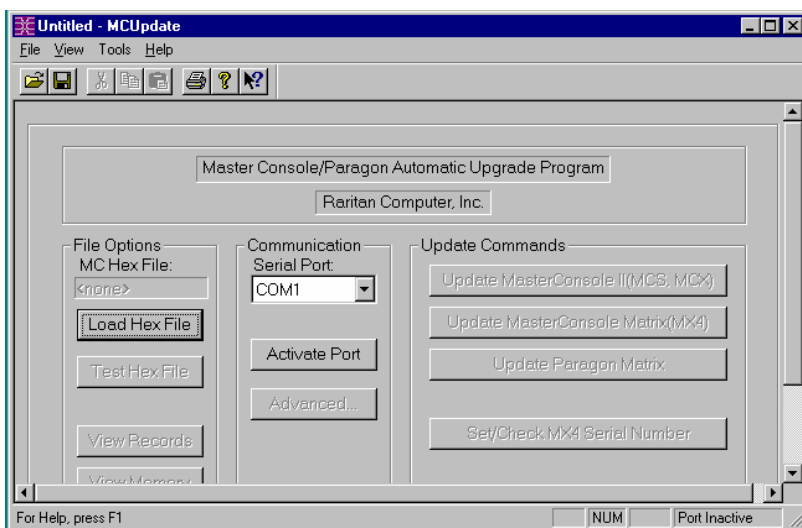 Untitled - MCUpdate
File View Tools Help
Master Console/Paragon Automatic Upgrade Program
Raritan Computer, Inc.
File Options
MC Hex File:
<none>
Load Hex File
Test Hex File
View Records
View Memory
Communication
Serial Port:
COM1
Activate Port
Advanced...
Update Commands
Update MasterConsole II(MCS, MCX)
Update MasterConsole Matrix(MX4)
Update Paragon Matrix
Set/Check MX4 Serial Number
For Help, press F1
NUM
Port Inactive